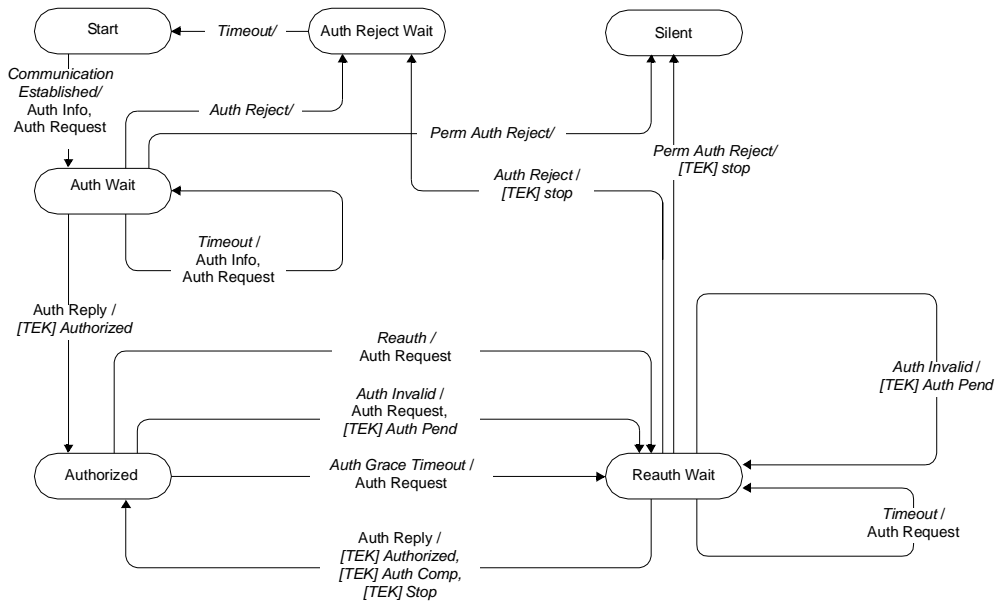 Start
Timeout/
Auth Reject Wait
Silent
Communication
Established/
Auth Info,
Auth Request
Auth Reject/
Perm Auth Reject/
Perm Auth Reject/
[TEK] stop
Auth Reject /
[TEK] stop
Auth Wait
Timeout /
Auth Info,
Auth Request
Auth Reply /
[TEK] Authorized
Reauth /
Auth Request
Auth Invalid /
[TEK] Auth Pend
Auth Invalid /
Auth Request,
[TEK] Auth Pend
Authorized
Auth Grace Timeout /
Auth Request
Reauth Wait
Timeout /
Auth Request
Auth Reply /
[TEK] Authorized,
[TEK] Auth Comp,
[TEK] Stop